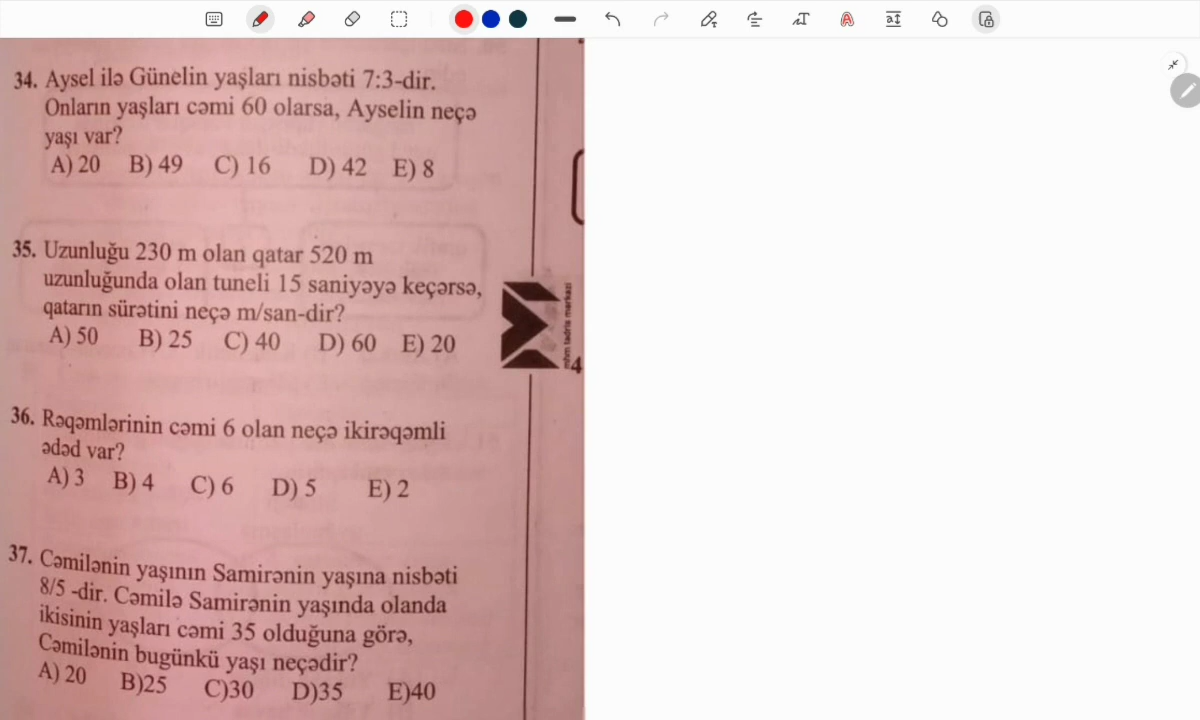 34. Aysel ilə Günelin yaşları nisbəti 7:3-dir.
Onların yaşları cəmi 60 olarsa, Ayselin neçə
yaşı var?
A) 20 B) 49 C) 16 D) 42 E) 8
35. Uzunluğu 230 m olan qatar 520 m
uzunluğunda olan tuneli 15 saniyəyə keçərsə,
qatarın sürətini neçə m/san-dir?
A) 50 B) 25 C) 40 D) 60 E) 20
36. Rəqəmlərinin cəmi 6 olan neçə ikirəqəmli
ədəd var?
A) 3 B) 4 C) 6 D) 5 E) 2
37. Cəmilənin yaşının Samirənin yaşına nisbəti
8/5 -dir. Cəmilə Samirənin yaşında olanda
ikisinin yaşları cəmi 35 olduğuna görə,
Cəmilənin bugünkü yaşı neçədir?
A) 20 B)25 C)30 D)35 E)40
mhm tədris mərkəzi
4